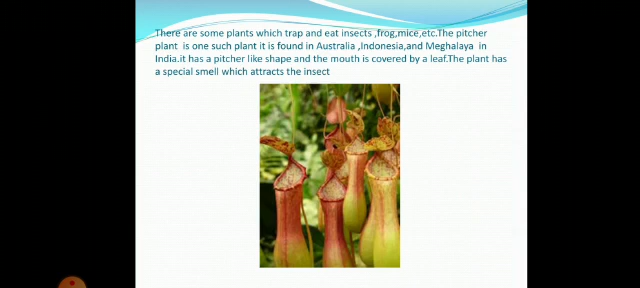 There are some plants which trap and eat insects ,frog,mice,etc.The pitcher
plant  is one such plant it is found in Australia ,Indonesia,and Meghalaya  in
India.it has a pitcher like shape and the mouth is covered by a leaf.The plant has
a special smell which attracts the insect